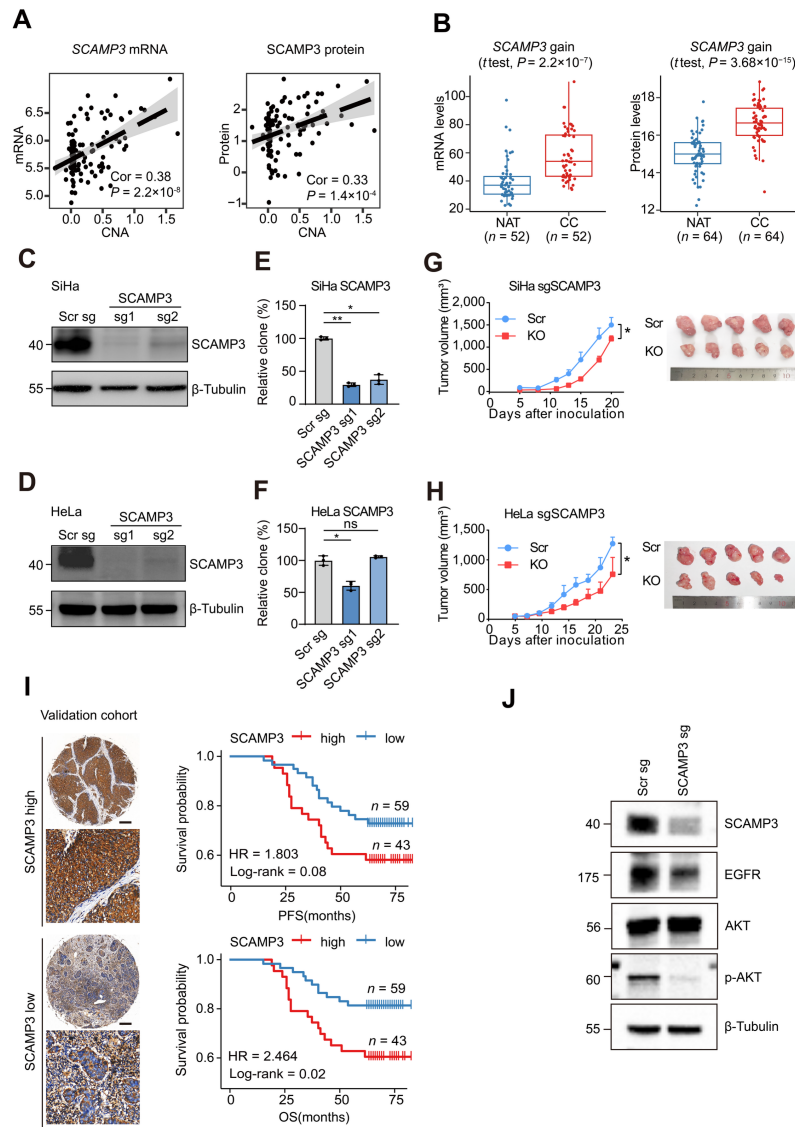 A
SCAMP3 mRNA
SCAMP3 protein
mRNA
6.5
6.0
5.5
5.0
Cor = 0.38
P = 2.2×10⁻⁸
0.0 0.5 1.0 1.5
CNA
Protein
3
2
1
0
−1
Cor = 0.33
P = 1.4×10⁻⁴
0.0 0.5 1.0 1.5
CNA
B
SCAMP3 gain
(t test, P = 2.2×10⁻⁷)
mRNA levels
100
80
60
40
20
NAT CC
(n = 52) (n = 52)
SCAMP3 gain
(t test, P = 3.68×10⁻¹⁵)
Protein levels
18
16
14
12
NAT CC
(n = 64) (n = 64)
C
SiHa
SCAMP3
Scr sg sg1 sg2
40
SCAMP3
55
β-Tubulin
D
HeLa
SCAMP3
Scr sg sg1 sg2
40
SCAMP3
55
β-Tubulin
E
SiHa SCAMP3
Relative clone (%)
150
100
50
0
*
**
Scr sg
SCAMP3 sg1
SCAMP3 sg2
F
HeLa SCAMP3
Relative clone (%)
150
100
50
0
ns
*
Scr sg
SCAMP3 sg1
SCAMP3 sg2
G
SiHa sgSCAMP3
Tumor volume (mm³)
2,000
1,500
1,000
500
0
Scr
KO
*
0 5 10 15 20
Days after inoculation
Scr
KO
H
HeLa sgSCAMP3
Tumor volume (mm³)
1,500
1,000
500
0
Scr
KO
*
0 5 10 15 20 25
Days after inoculation
Scr
KO
I
Validation cohort
SCAMP3 high
SCAMP3 low
SCAMP3 high low
Survival probability
1.0
0.8
0.6
n = 59
n = 43
HR = 1.803
Log-rank = 0.08
0 25 50 75
PFS(months)
SCAMP3 high low
Survival probability
1.0
0.8
0.6
n = 59
n = 43
HR = 2.464
Log-rank = 0.02
0 25 50 75
OS(months)
J
Scr sg
SCAMP3 sg
40
SCAMP3
175
EGFR
56
AKT
60
p-AKT
55
β-Tubulin